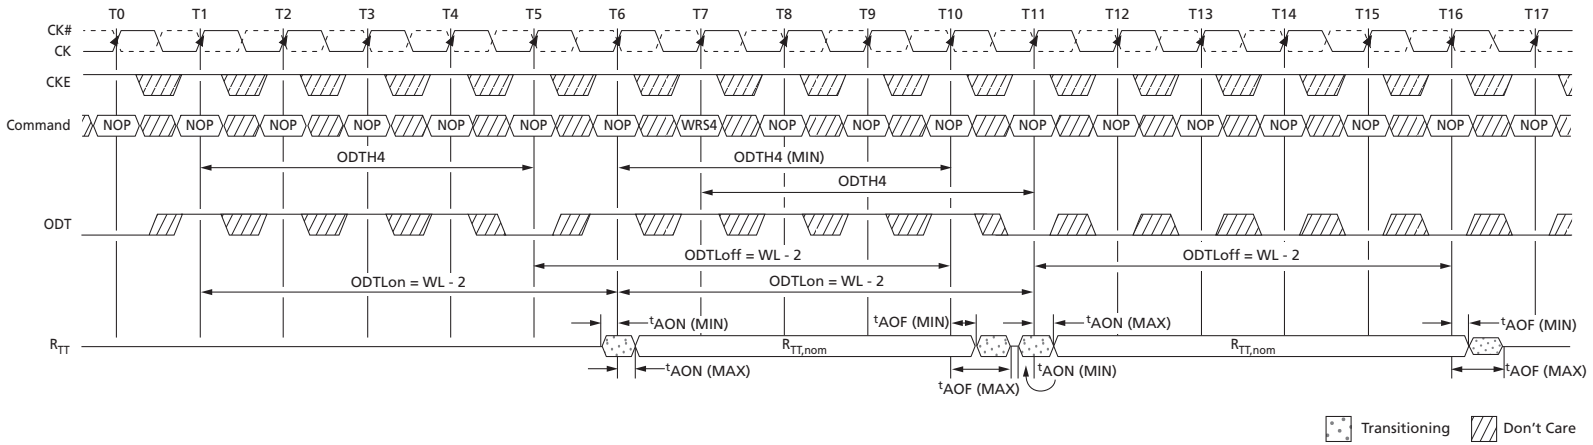 T0 T1 T2 T3 T4 T5 T6 T7 T8 T9 T10 T11 T12 T13 T14 T15 T16 T17
CK#
CK
CKE
Command NOP NOP NOP NOP NOP NOP NOP WRS4 NOP NOP NOP NOP NOP NOP NOP NOP NOP NOP
ODTH4 ODTH4 (MIN)
ODTH4
ODT
ODTLoff = WL - 2 ODTLoff = WL - 2
ODTLon = WL - 2 ODTLon = WL - 2
tAON (MIN) tAOF (MIN) tAON (MAX) tAOF (MIN)
RTT RTT,nom RTT,nom
tAON (MAX) tAON (MIN) tAOF (MAX)
tAOF (MAX)
Transitioning Don't Care